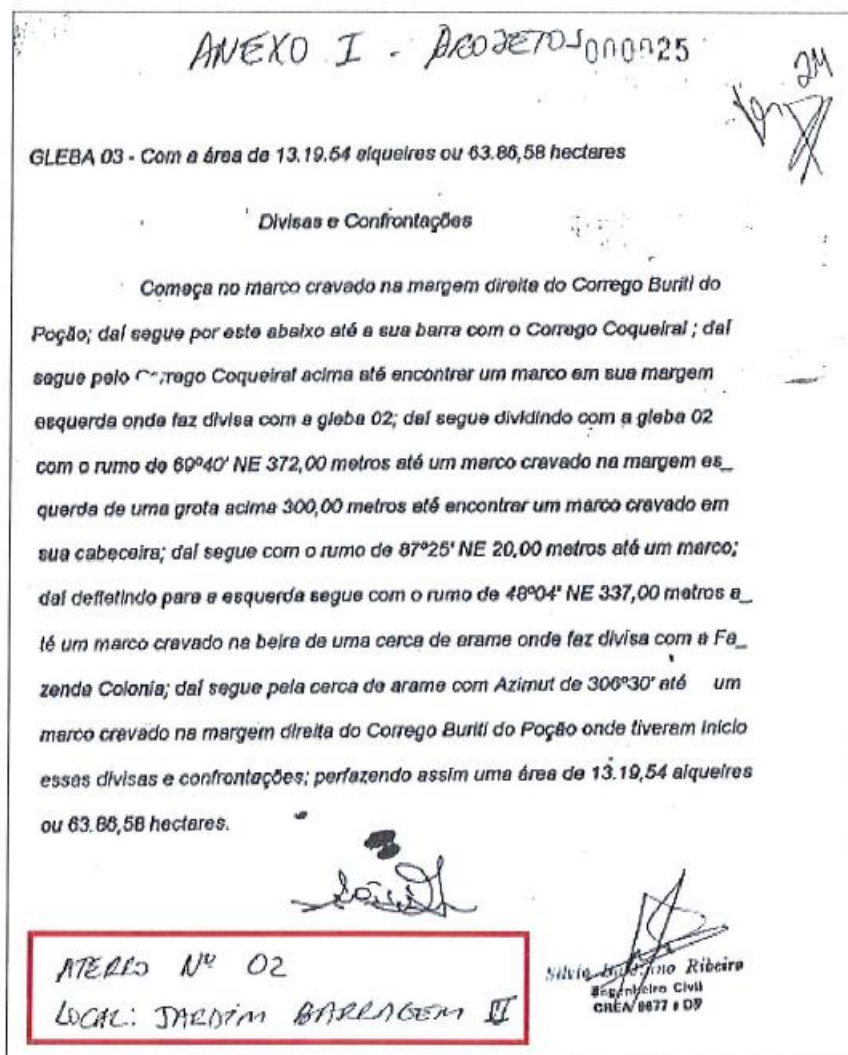 ANEXO I - PROJETOS 000025
24
GLEBA 03 - Com a área de 13.19.54 alqueires ou 63.86,58 hectares
Divisas e Confrontações
Começa no marco cravado na margem direita do Corrego Buriti do
Poção; daí segue por este abaixo até a sua barra com o Corrego Coqueiral ; daí
segue pelo Corrego Coqueiral acima até encontrar um marco em sua margem
esquerda onde faz divisa com a gleba 02; daí segue dividindo com a gleba 02
com o rumo de 69º40' NE 372,00 metros até um marco cravado na margem es_
querda de uma grota acima 300,00 metros até encontrar um marco cravado em
sua cabeceira; daí segue com o rumo de 87º25' NE 20,00 metros até um marco;
daí defletindo para a esquerda segue com o rumo de 48º04' NE 337,00 metros a_
té um marco cravado na beira de uma cerca de arame onde faz divisa com a Fa_
zenda Colonia; daí segue pela cerca de arame com Azimut de 306º30' até um
marco cravado na margem direita do Corrego Buriti do Poção onde tiveram início
essas divisas e confrontações; perfazendo assim uma área de 13.19,54 alqueires
ou 63.86,58 hectares.
ATERRO Nº 02
LOCAL: JARDIM BARRAGEM II
Silvio Ribeiro
Engenheiro Civil
CREA 8677 # D9